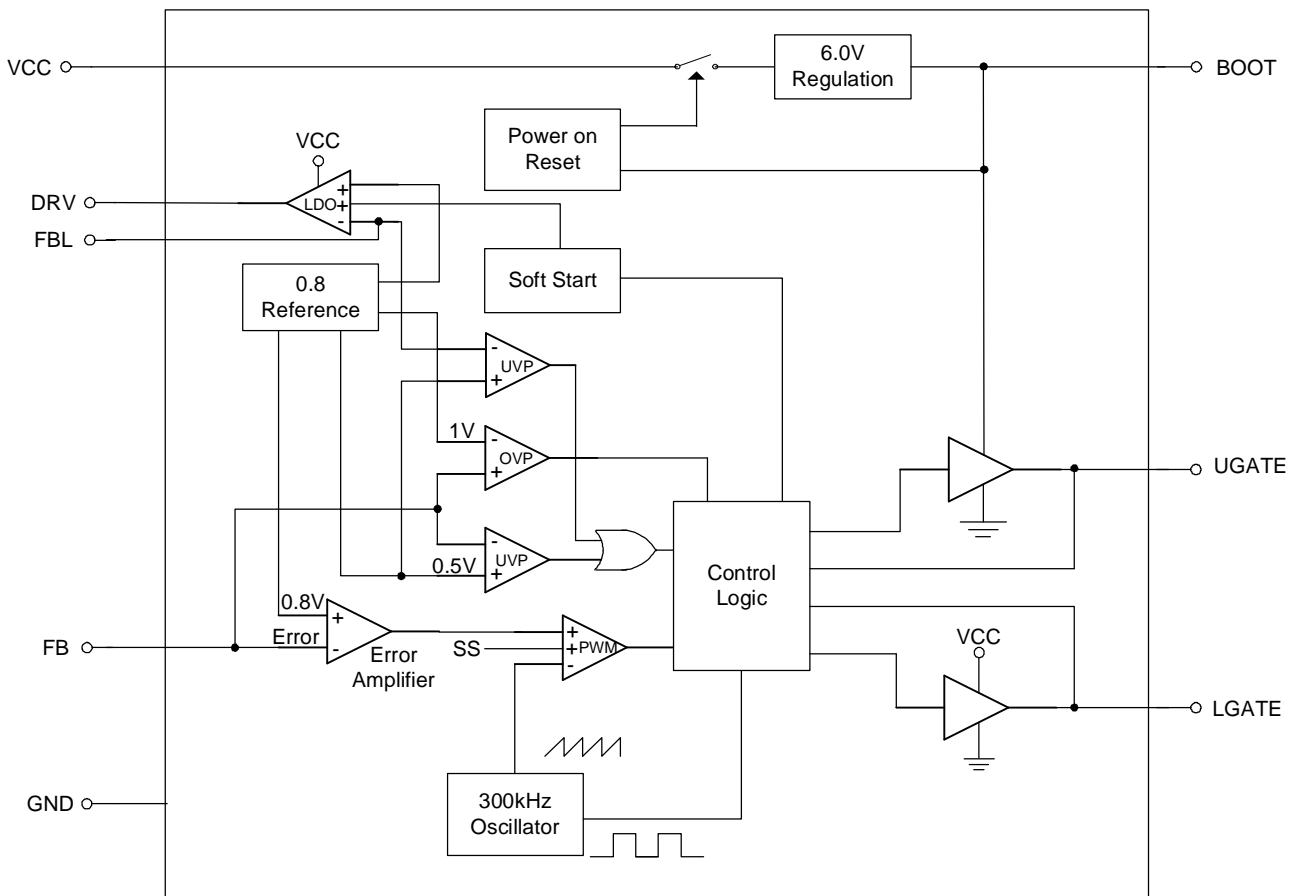 VCC
6.0V
Regulation
BOOT
Power on
Reset
VCC
DRV
LDO
+
+
-
FBL
Soft Start
0.8
Reference
-
UVP
+
1V
-
OVP
+
UGATE
-
UVP
0.5V
+
Control
Logic
0.8V
+
FB
Error
-
Error
Amplifier
SS
+
+
PWM
-
VCC
LGATE
300kHz
Oscillator
GND